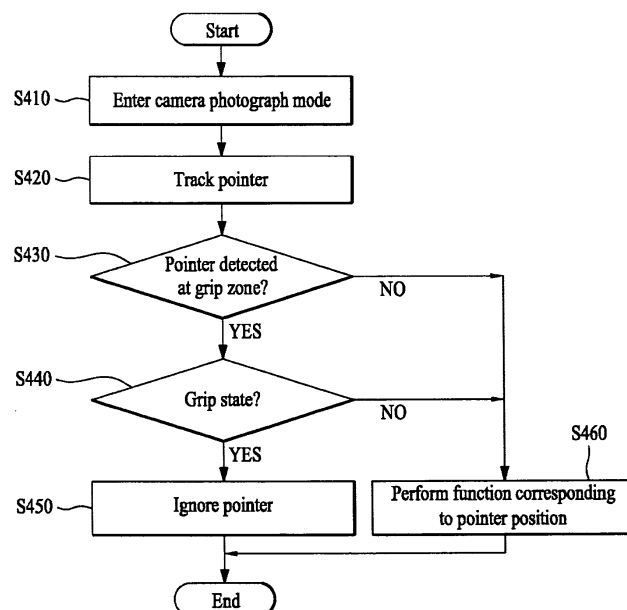 Start
S410
Enter camera photograph mode
S420
Track pointer
S430
Pointer detected
at grip zone?
NO
YES
S440
Grip state?
NO
YES
S460
S450
Ignore pointer
Perform function corresponding
to pointer position
End